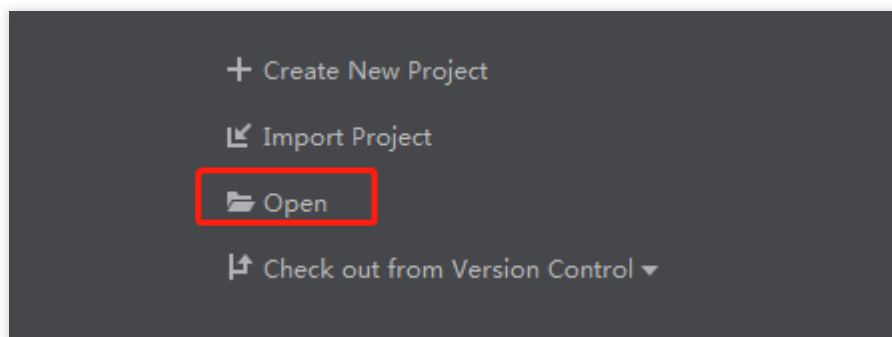 Create New Project
Import Project
Open
Check out from Version Control